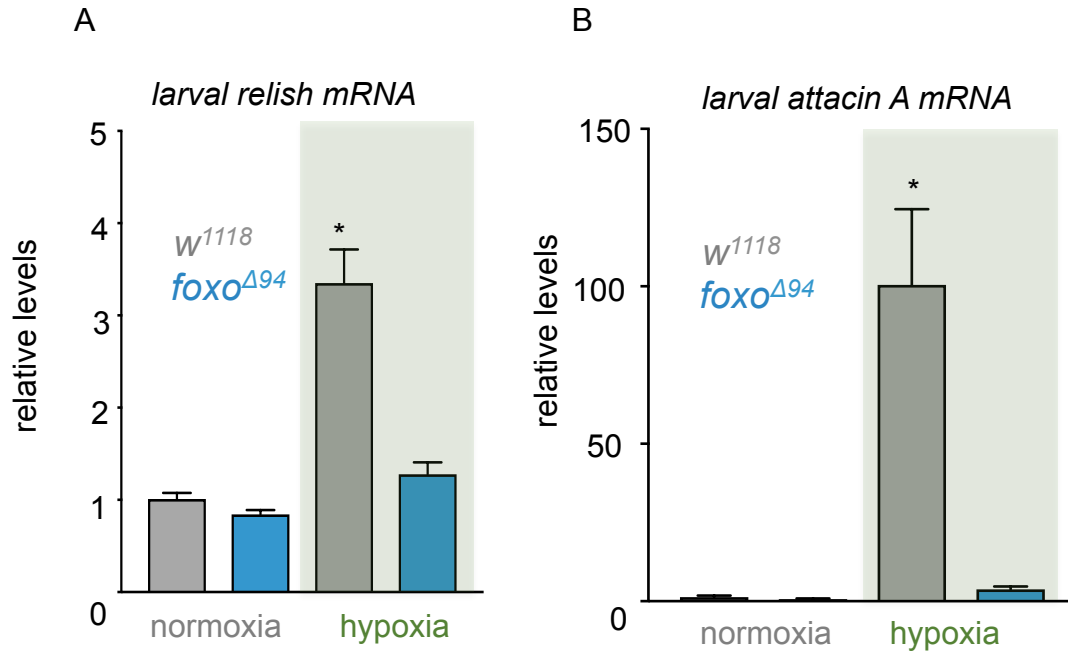 A
larval relish mRNA
relative levels
5
4
3
2
1
0
w1118
foxoΔ94
*
normoxia
hypoxia
B
larval attacin A mRNA
relative levels
150
100
50
0
w1118
foxoΔ94
*
normoxia
hypoxia